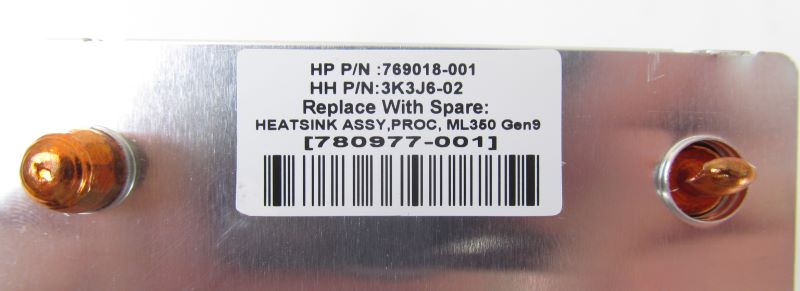 HP P/N :769018-001
HH P/N:3K3J6-02
Replace With Spare:
HEATSINK ASSY,PROC, ML350 Gen9
[780977-001]